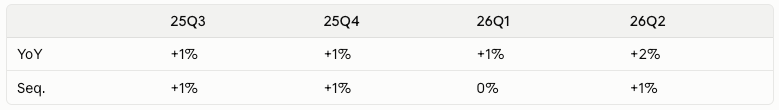 25Q3 25Q4 26Q1 26Q2
YoY +1% +1% +1% +2%
Seq. +1% +1% 0% +1%